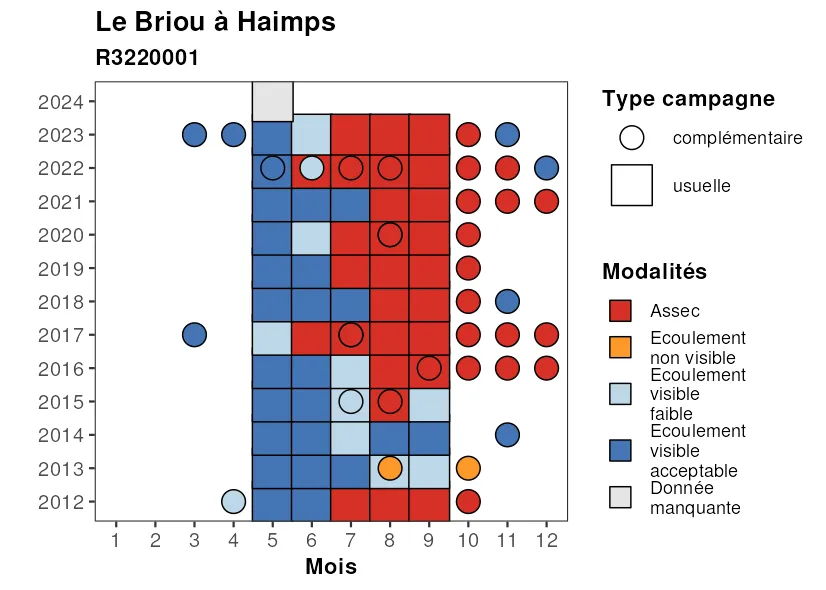 Le Briou à Haimps
R3220001
2024
2023
2022
2021
2020
2019
2018
2017
2016
2015
2014
2013
2012
1 2 3 4 5 6 7 8 9 10 11 12
Mois
Type campagne
complémentaire
usuelle
Modalités
Assec
Ecoulement
non visible
Ecoulement
visible
faible
Ecoulement
visible
acceptable
Donnée
manquante